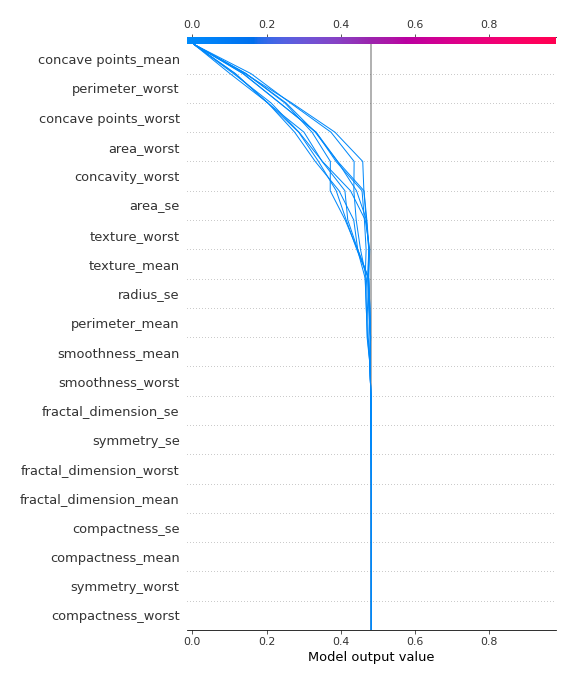 0.0 0.2 0.4 0.6 0.8
concave points_mean
perimeter_worst
concave points_worst
area_worst
concavity_worst
area_se
texture_worst
texture_mean
radius_se
perimeter_mean
smoothness_mean
smoothness_worst
fractal_dimension_se
symmetry_se
fractal_dimension_worst
fractal_dimension_mean
compactness_se
compactness_mean
symmetry_worst
compactness_worst
0.0 0.2 0.4 0.6 0.8
Model output value